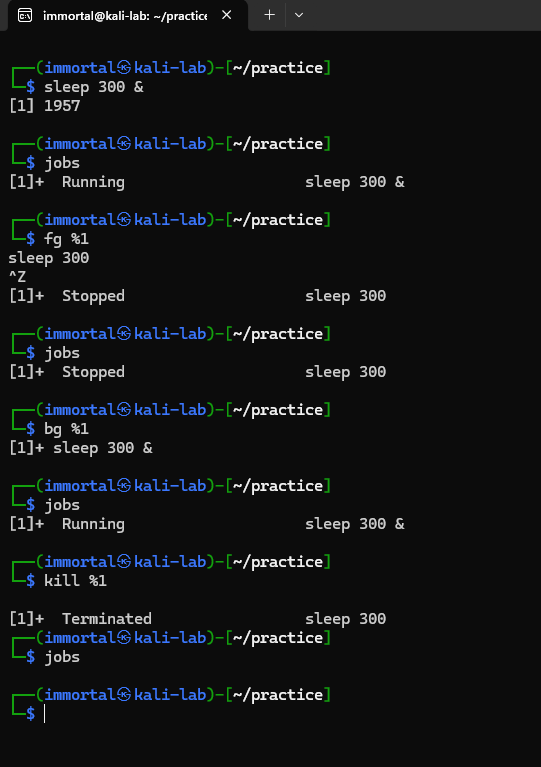 immortal@kali-lab: ~/practice
┌──(immortal㉿kali-lab)-[~/practice]
└─$ sleep 300 &
[1] 1957
┌──(immortal㉿kali-lab)-[~/practice]
└─$ jobs
[1]+  Running                    sleep 300 &
┌──(immortal㉿kali-lab)-[~/practice]
└─$ fg %1
sleep 300
^Z
[1]+  Stopped                    sleep 300
┌──(immortal㉿kali-lab)-[~/practice]
└─$ jobs
[1]+  Stopped                    sleep 300
┌──(immortal㉿kali-lab)-[~/practice]
└─$ bg %1
[1]+ sleep 300 &
┌──(immortal㉿kali-lab)-[~/practice]
└─$ jobs
[1]+  Running                    sleep 300 &
┌──(immortal㉿kali-lab)-[~/practice]
└─$ kill %1
[1]+  Terminated                 sleep 300
┌──(immortal㉿kali-lab)-[~/practice]
└─$ jobs
┌──(immortal㉿kali-lab)-[~/practice]
└─$